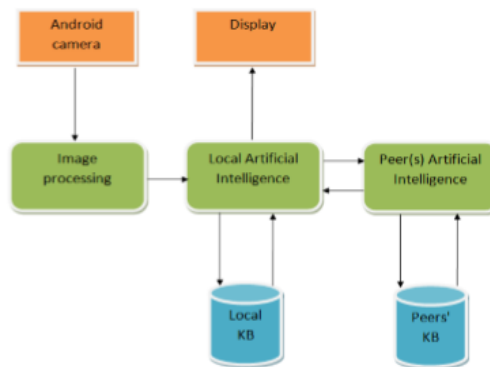 Android
camera
Display
Image
processing
Local Artificial
Intelligence
Peer(s) Artificial
Intelligence
Local
KB
Peers'
KB